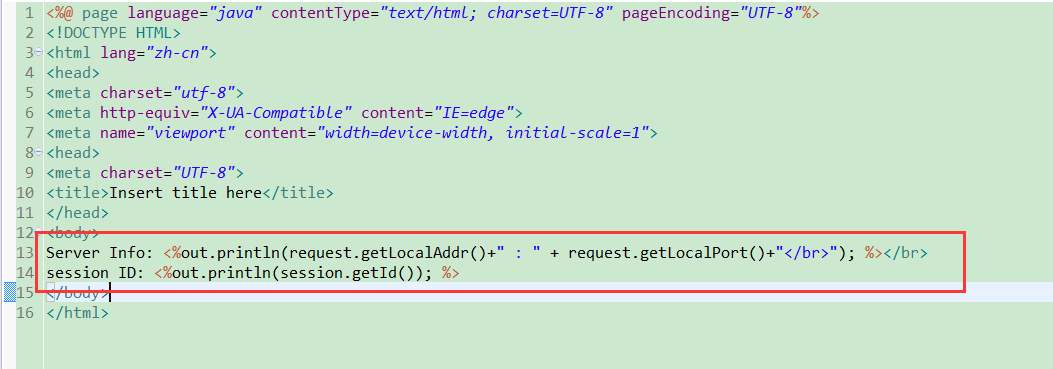 1 <%@ page language="java" contentType="text/html; charset=UTF-8" pageEncoding="UTF-8"%>
2 <!DOCTYPE HTML>
3 <html lang="zh-cn">
4 <head>
5 <meta charset="utf-8">
6 <meta http-equiv="X-UA-Compatible" content="IE=edge">
7 <meta name="viewport" content="width=device-width, initial-scale=1">
8 <head>
9 <meta charset="UTF-8">
10 <title>Insert title here</title>
11 </head>
12 <body>
13 Server Info: <%out.println(request.getLocalAddr()+" : " + request.getLocalPort()+"</br>"); %></br>
14 session ID: <%out.println(session.getId()); %>
15 </body>
16 </html>